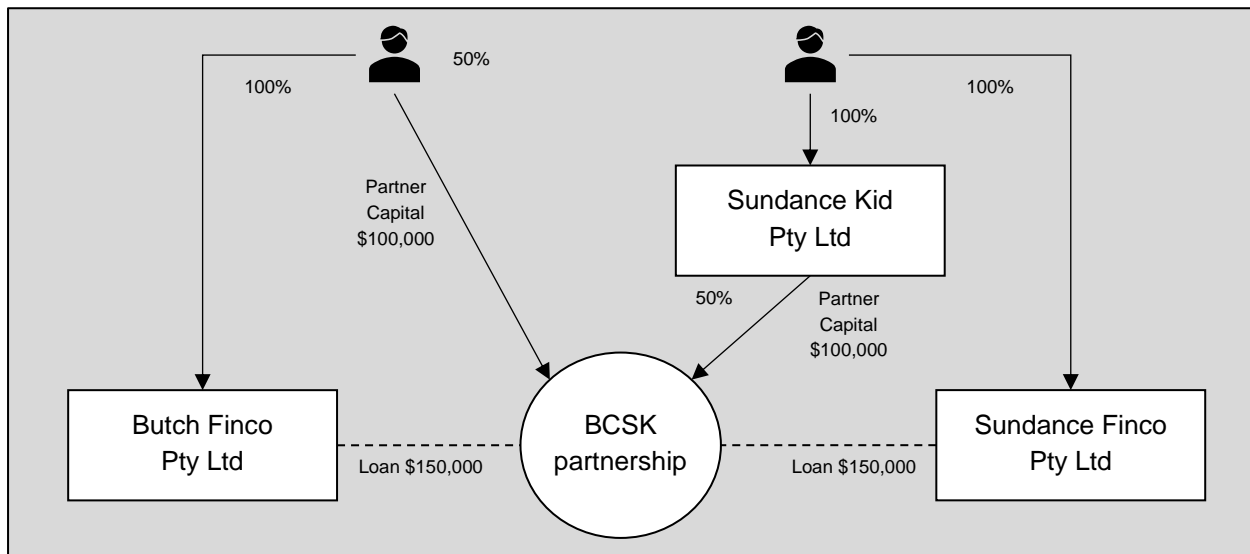 50%
100%
100%
100%
Partner
Capital
$100,000
Sundance Kid
Pty Ltd
50%
Partner
Capital
$100,000
Butch Finco
Pty Ltd
Loan $150,000
BCSK
partnership
Loan $150,000
Sundance Finco
Pty Ltd